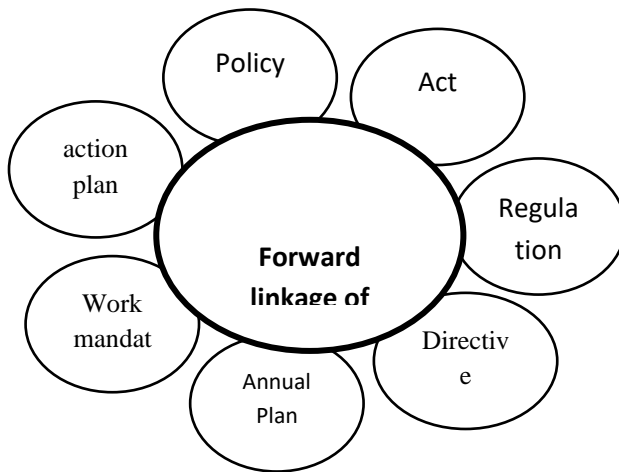 Policy
Act
action
plan
Regula
tion
Forward
linkage of
Work
mandat
Directiv
e
Annual
Plan